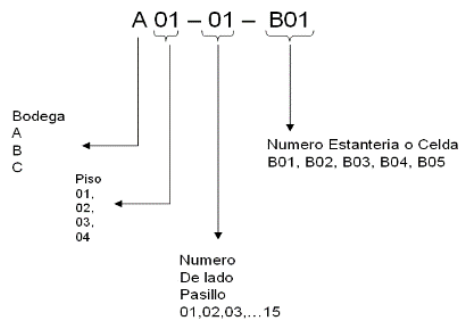 A 01 – 01 – B01
Bodega
A
B
C
Numero Estanteria o Celda
B01, B02, B03, B04, B05
Piso
01,
02,
03,
04
Numero
De lado
Pasillo
01,02,03,...15